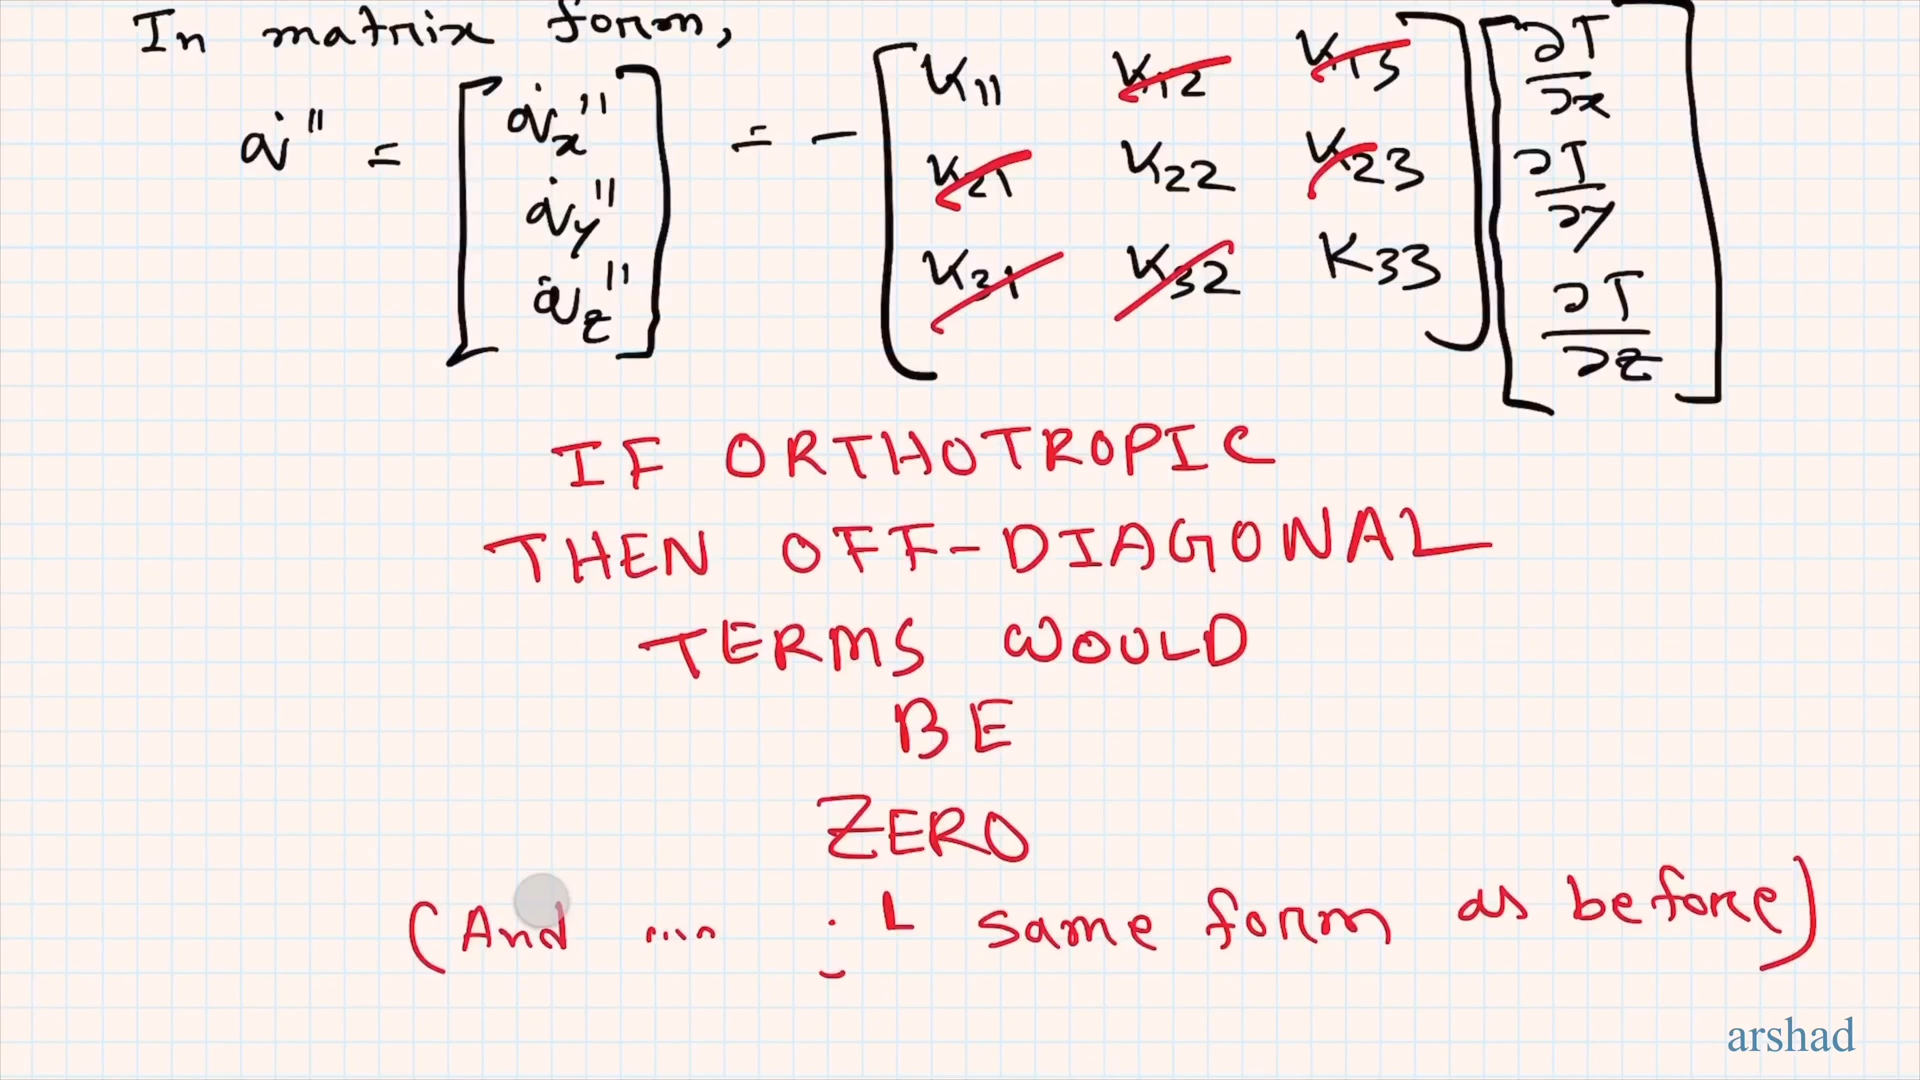 In matrix form,
q̇'' = [ q̇x'' q̇y'' q̇z'' ] = - [ K11 K12 K13 K21 K22 K23 K31 K32 K33 ] [ ∂T/∂x ∂T/∂y ∂T/∂z ]
IF ORTHOTROPIC
THEN OFF-DIAGONAL
TERMS WOULD
BE
ZERO
(And same form as before)
arshad